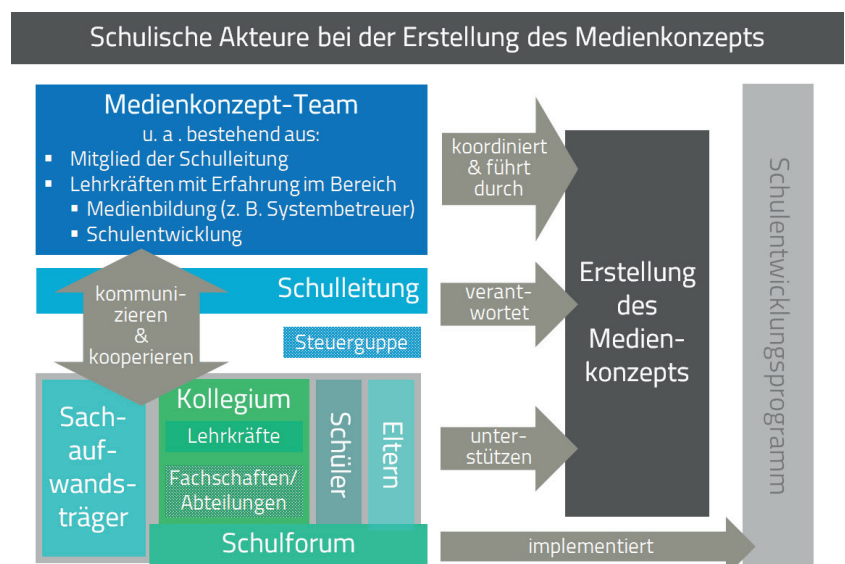 Schulische Akteure bei der Erstellung des Medienkonzepts
Medienkonzept-Team
u. a . bestehend aus:
▪ Mitglied der Schulleitung
▪ Lehrkräften mit Erfahrung im Bereich
▪ Medienbildung (z. B. Systembetreuer)
▪ Schulentwicklung
koordiniert
& führt
durch
kommuni-
zieren
&
kooperieren
Schulleitung
verant-
wortet
Steuerguppe
Erstellung
des
Medien-
konzepts
Schulentwicklungsprogramm
Sach-
auf-
wands-
träger
Kollegium
Lehrkräfte
Fachschaften/
Abteilungen
Schüler
Eltern
unter-
stützen
Schulforum
implementiert